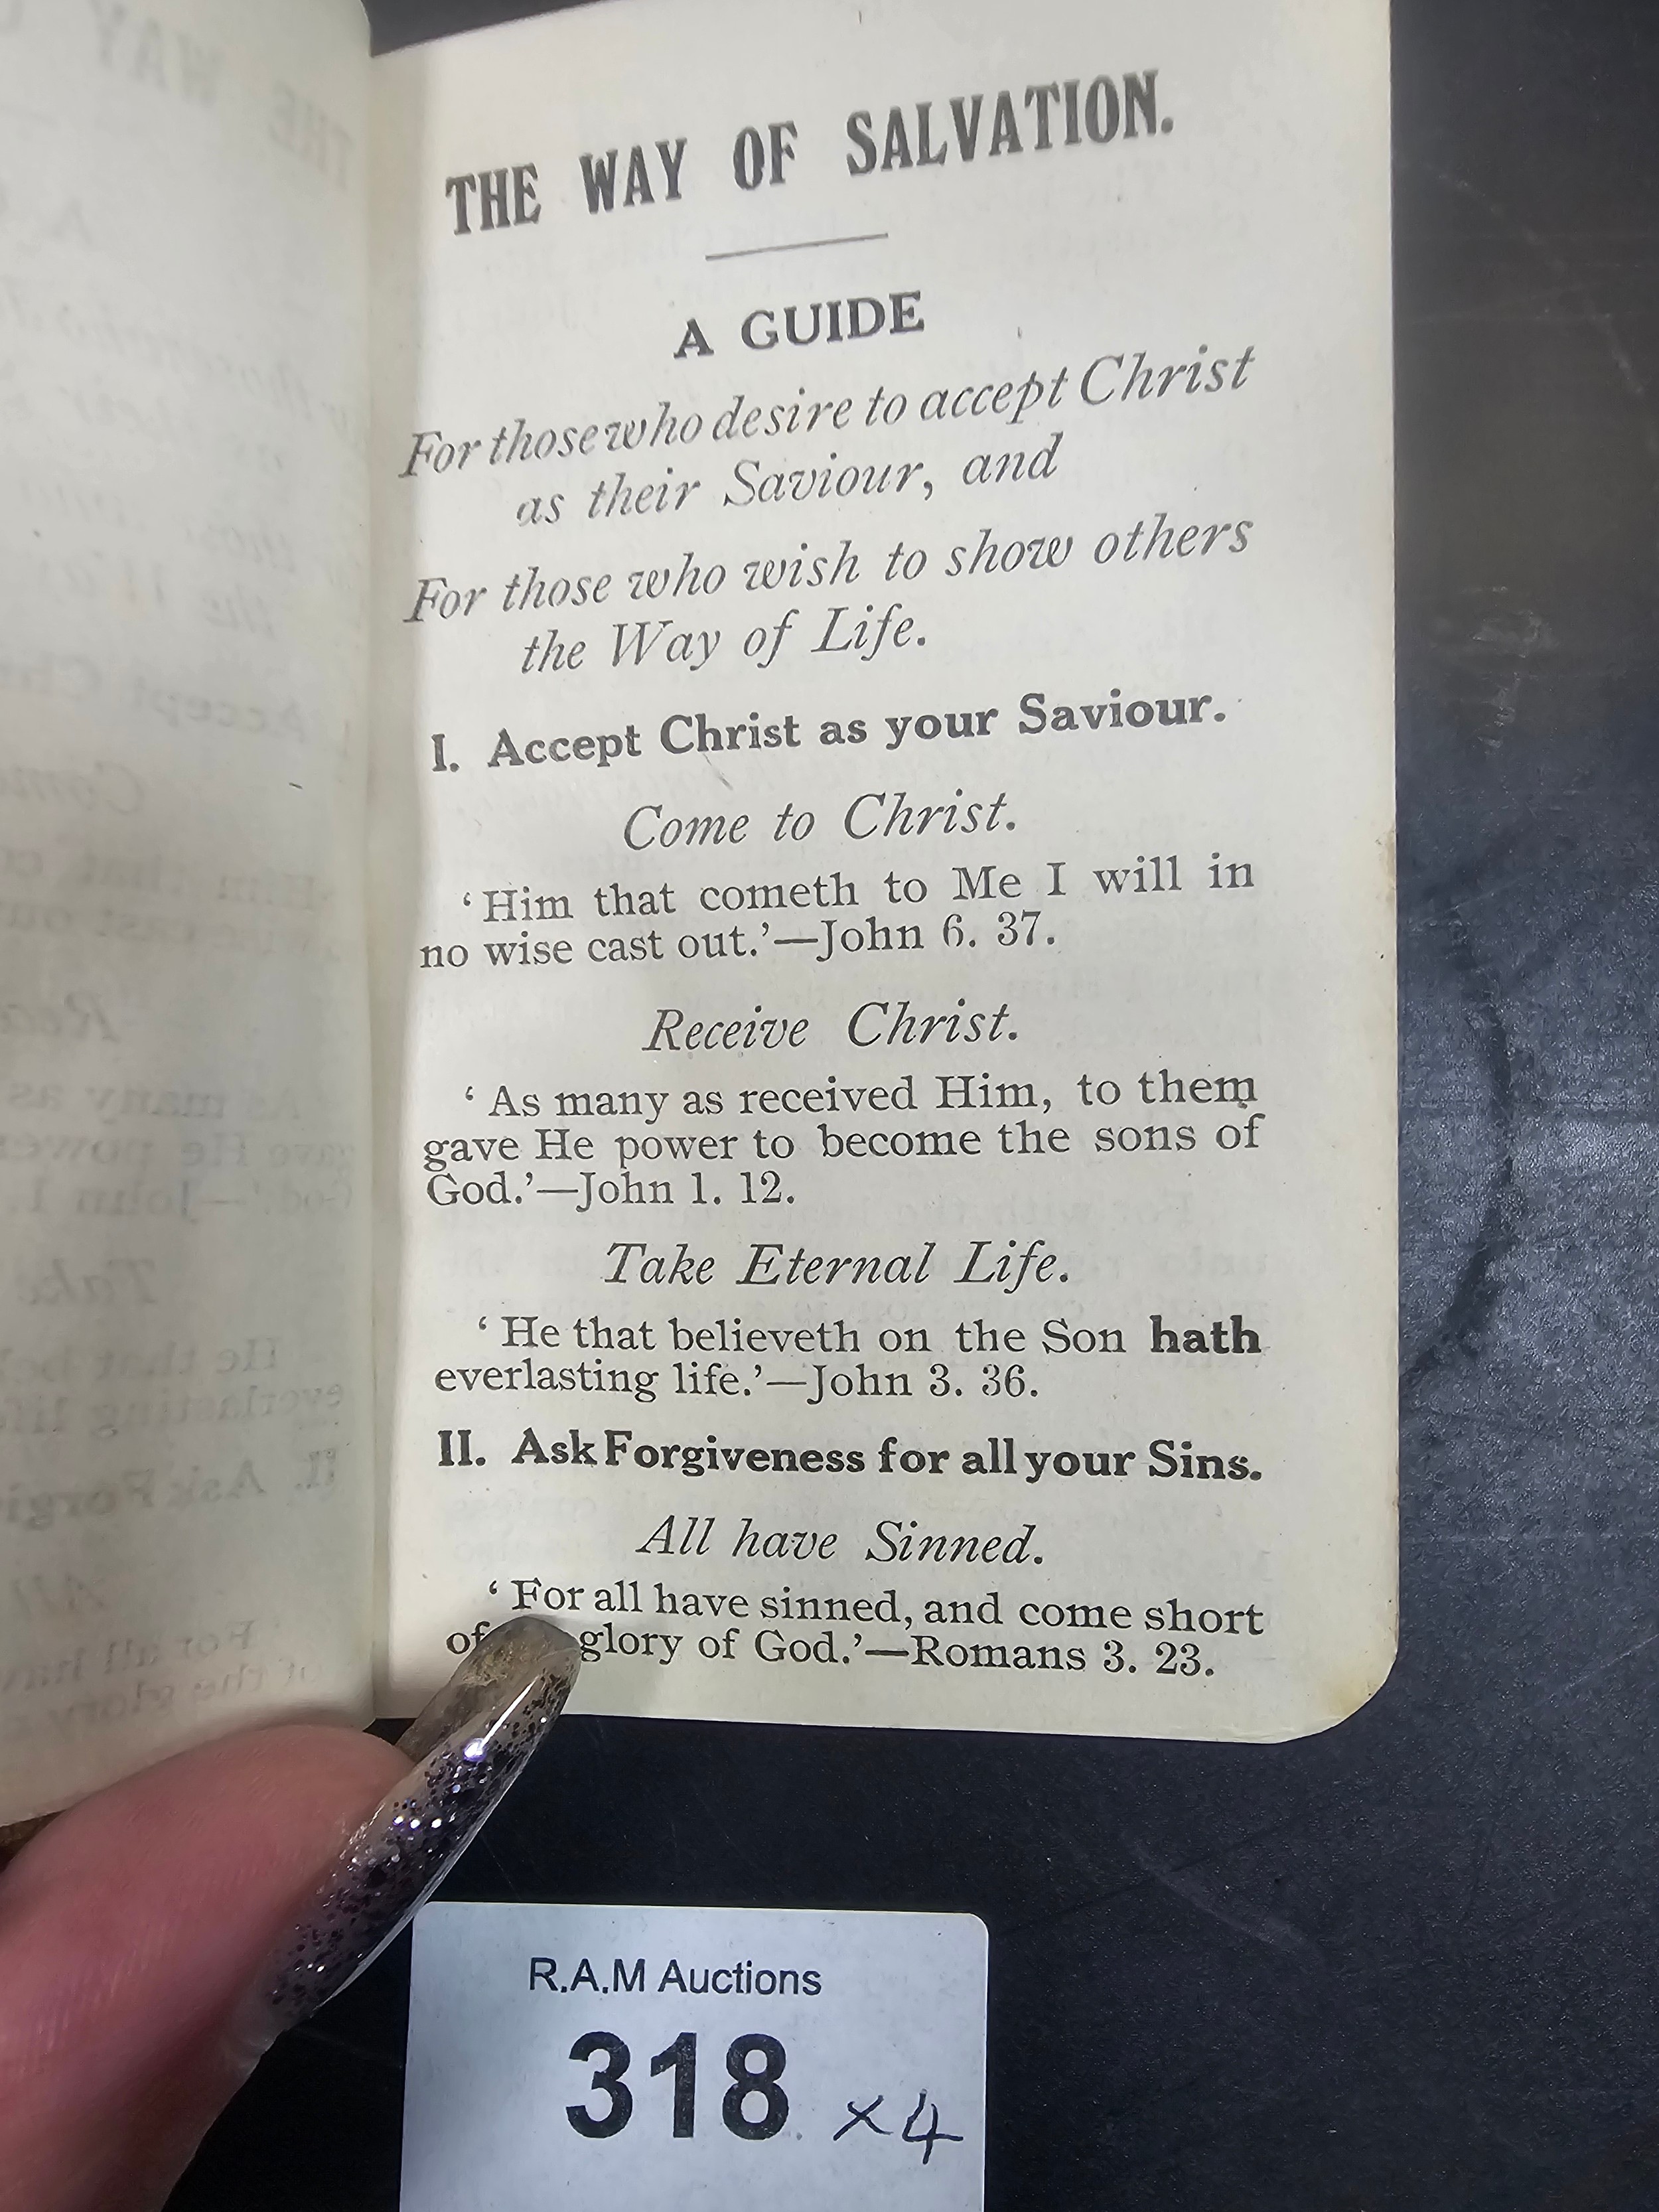 THE WAY OF SALVATION.
A GUIDE
For those who desire to accept Christ
as their Saviour, and
For those who wish to show others
the Way of Life.
I. Accept Christ as your Saviour.
Come to Christ.
‘Him that cometh to Me I will in
no wise cast out.’—John 6. 37.
Receive Christ.
‘As many as received Him, to them
gave He power to become the sons of
God.’—John 1. 12.
Take Eternal Life.
‘He that believeth on the Son hath
everlasting life.’—John 3. 36.
II. Ask Forgiveness for all your Sins.
All have Sinned.
‘For all have sinned, and come short
of glory of God.’—Romans 3. 23.
R.A.M Auctions
318 x4